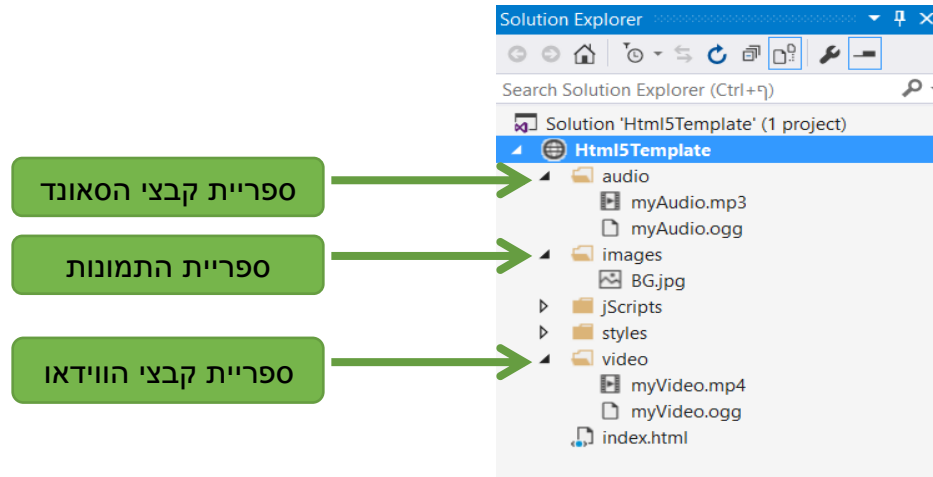 Solution Explorer
Search Solution Explorer (Ctrl+ף)
Solution 'Html5Template' (1 project)
Html5Template
audio
myAudio.mp3
myAudio.ogg
images
BG.jpg
jScripts
styles
video
myVideo.mp4
myVideo.ogg
index.html
ספריית קבצי הסאונד
ספריית התמונות
ספריית קבצי הווידאו